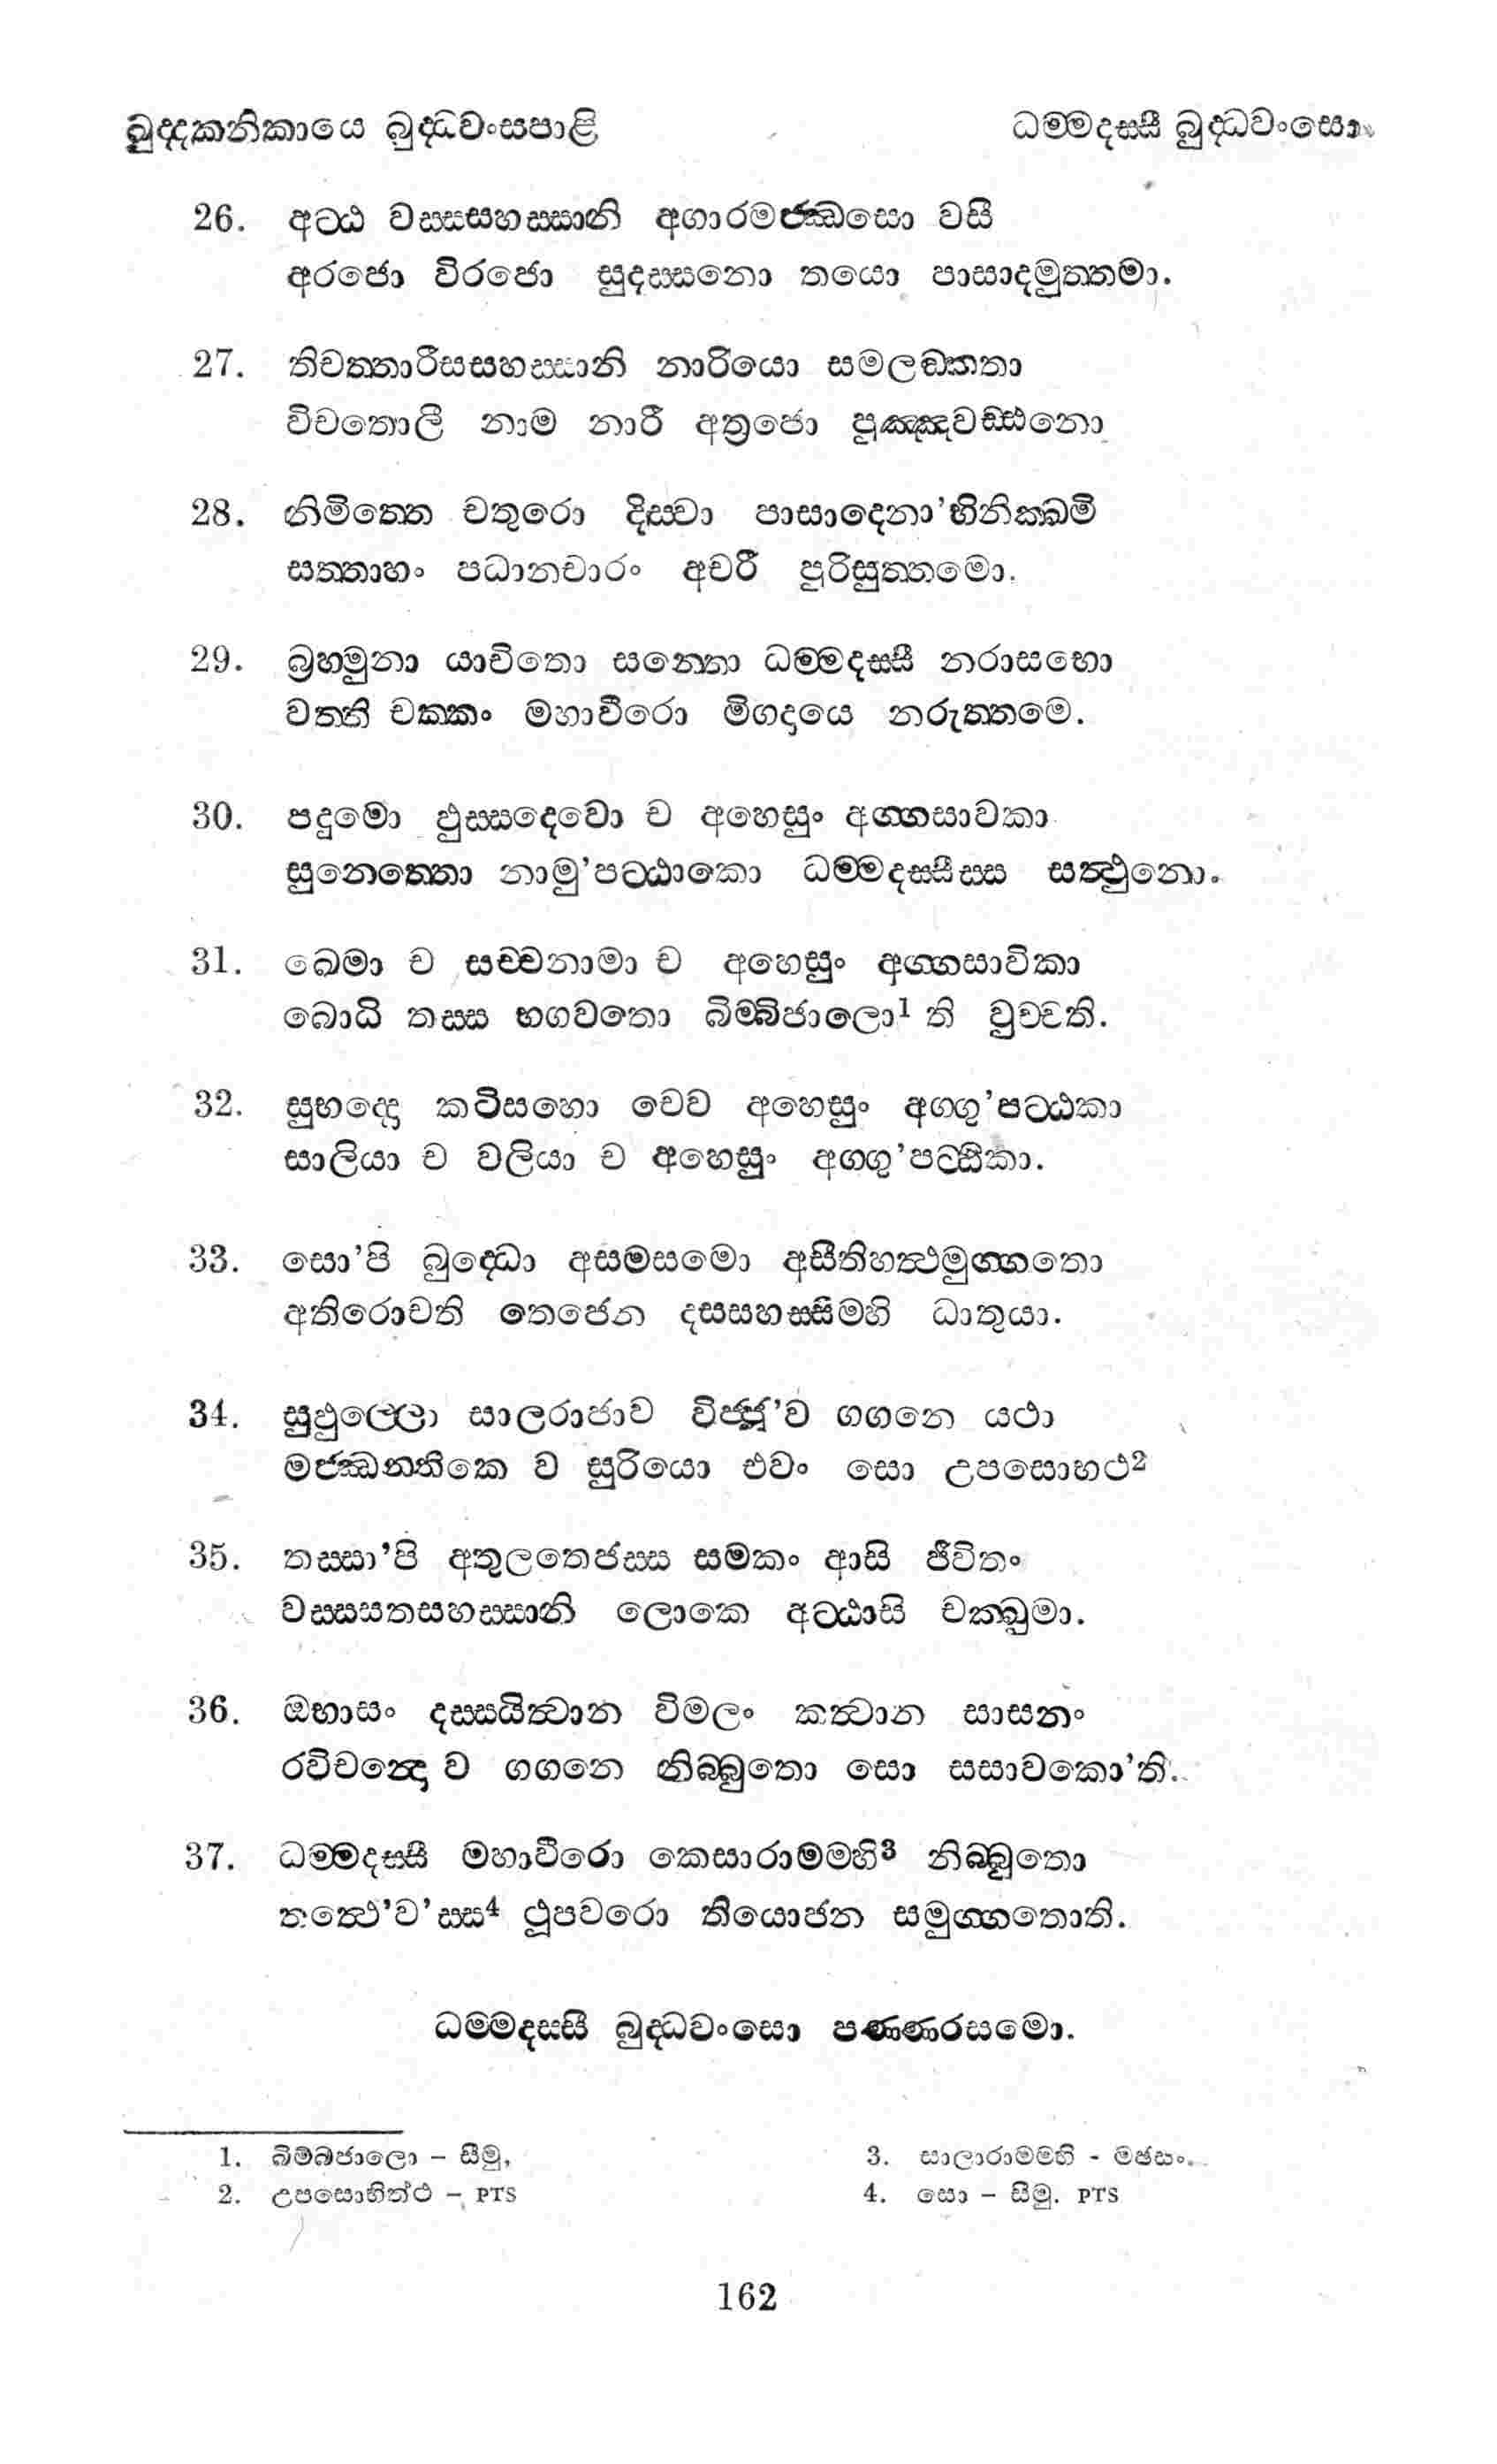 ඛුද්දකනිකායෙ බුද්ධවංසපාළි
ධම්මදස්සී බුද්ධවංසො
26. අට්ඨ වස්සසහස්සානි අගාරමජ්ඣසො වසී
අරජො විරජො සුදස්සනො තයො පාසාදමුත්තමා.
27. තිචත්තාරීසසහස්සානි නාරියො සමලඞ්කතා
විචතොලී නාම නාරී අත්‍රජො පුඤ්ඤවඩ්ඪනො
28. නිමිත්තෙ චතුරො දිස්වා පාසාදෙනා’භිනික්ඛමි
සත්තාහං පධානචාරං අචරී පුරිසුත්තමො.
29. බ්‍රහ්මුනා යාචිතො සන්තො ධම්මදස්සී නරාසභො
වත්ති චක්කං මහාවීරො මිගදායෙ නරුත්තමෙ.
30. පදුමො ඵුස්සදෙවො ච අහෙසුං අග්ගසාවකා
සුනෙත්තො නාමු’පට්ඨාකො ධම්මදස්සිස්ස සත්ථුනො.
31. ඛෙමා ච සච්චනාමා ච අහෙසුං අග්ගසාවිකා
බොධි තස්ස භගවතො බිම්බිජාලො¹ ති වුච්චති.
32. සුභද්දො කටිසහො චෙව අහෙසුං අග්ගු’පට්ඨකා
සාලියා ච වලියා ච අහෙසුං අග්ගු’පට්ඨිකා.
33. සො’පි බුද්ධො අසමසමො අසීතිහත්ථමුග්ගතො
අතිරොචති තෙජෙන දසසහස්සිම්හි ධාතුයා.
34. සුඵුල්ලො සාලරාජාව විජ්ජූ’ව ගගනෙ යථා
මජ්ඣන්තිකෙ ව සුරියො එවං සො උපසොභථ²
35. තස්සා’පි අතුලතෙජස්ස සමකං ආසි ජීවිතං
වස්සසතසහස්සානි ලොකෙ අට්ඨාසි චක්ඛුමා.
36. ඔභාසං දස්සයිත්වාන විමලං කත්වාන සාසනං
රවිචන්දො ව ගගනෙ නිබ්බුතො සො සසාවකො’ති.
37. ධම්මදස්සී මහාවීරො කෙසාරාමම්හි³ නිබ්බුතො
තත්ථෙ’ව’ස්ස⁴ ථූපවරො තියොජන සමුග්ගතොති.
ධම්මදස්සී බුද්ධවංසො පණ්ණරසමො.
1. බිම්බජාලො – සීමු,
2. උපසොභිත්ථ – PTS
3. සාලාරාමම්හි - මඡසං.
4. සො – සීමු. PTS
162